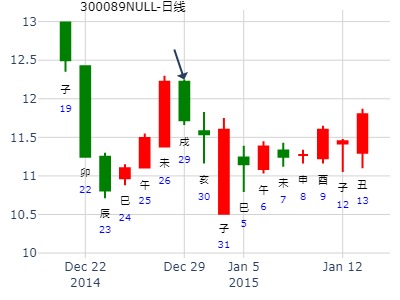 300089NULL-日线
13
12.5
12
11.5
11
10.5
10
子
19
卯
22
辰
23
巳
24
午
25
未
26
戌
29
亥
30
子
31
巳
5
午
6
未
7
申
8
酉
9
子
12
丑
13
Dec 22
2014
Dec 29
Jan 5
2015
Jan 12